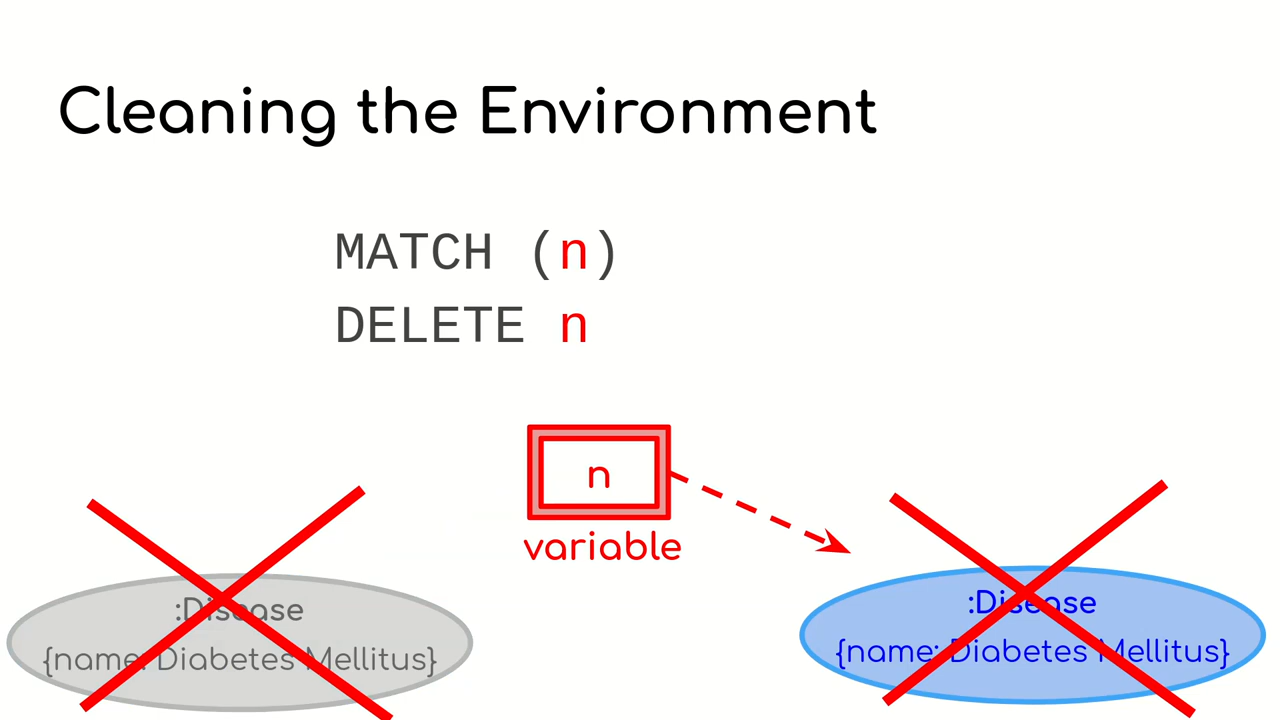 Cleaning the Environment
MATCH (n)
DELETE n
n
variable
:Disease
{name: Diabetes Mellitus}
:Disease
{name: Diabetes Mellitus}